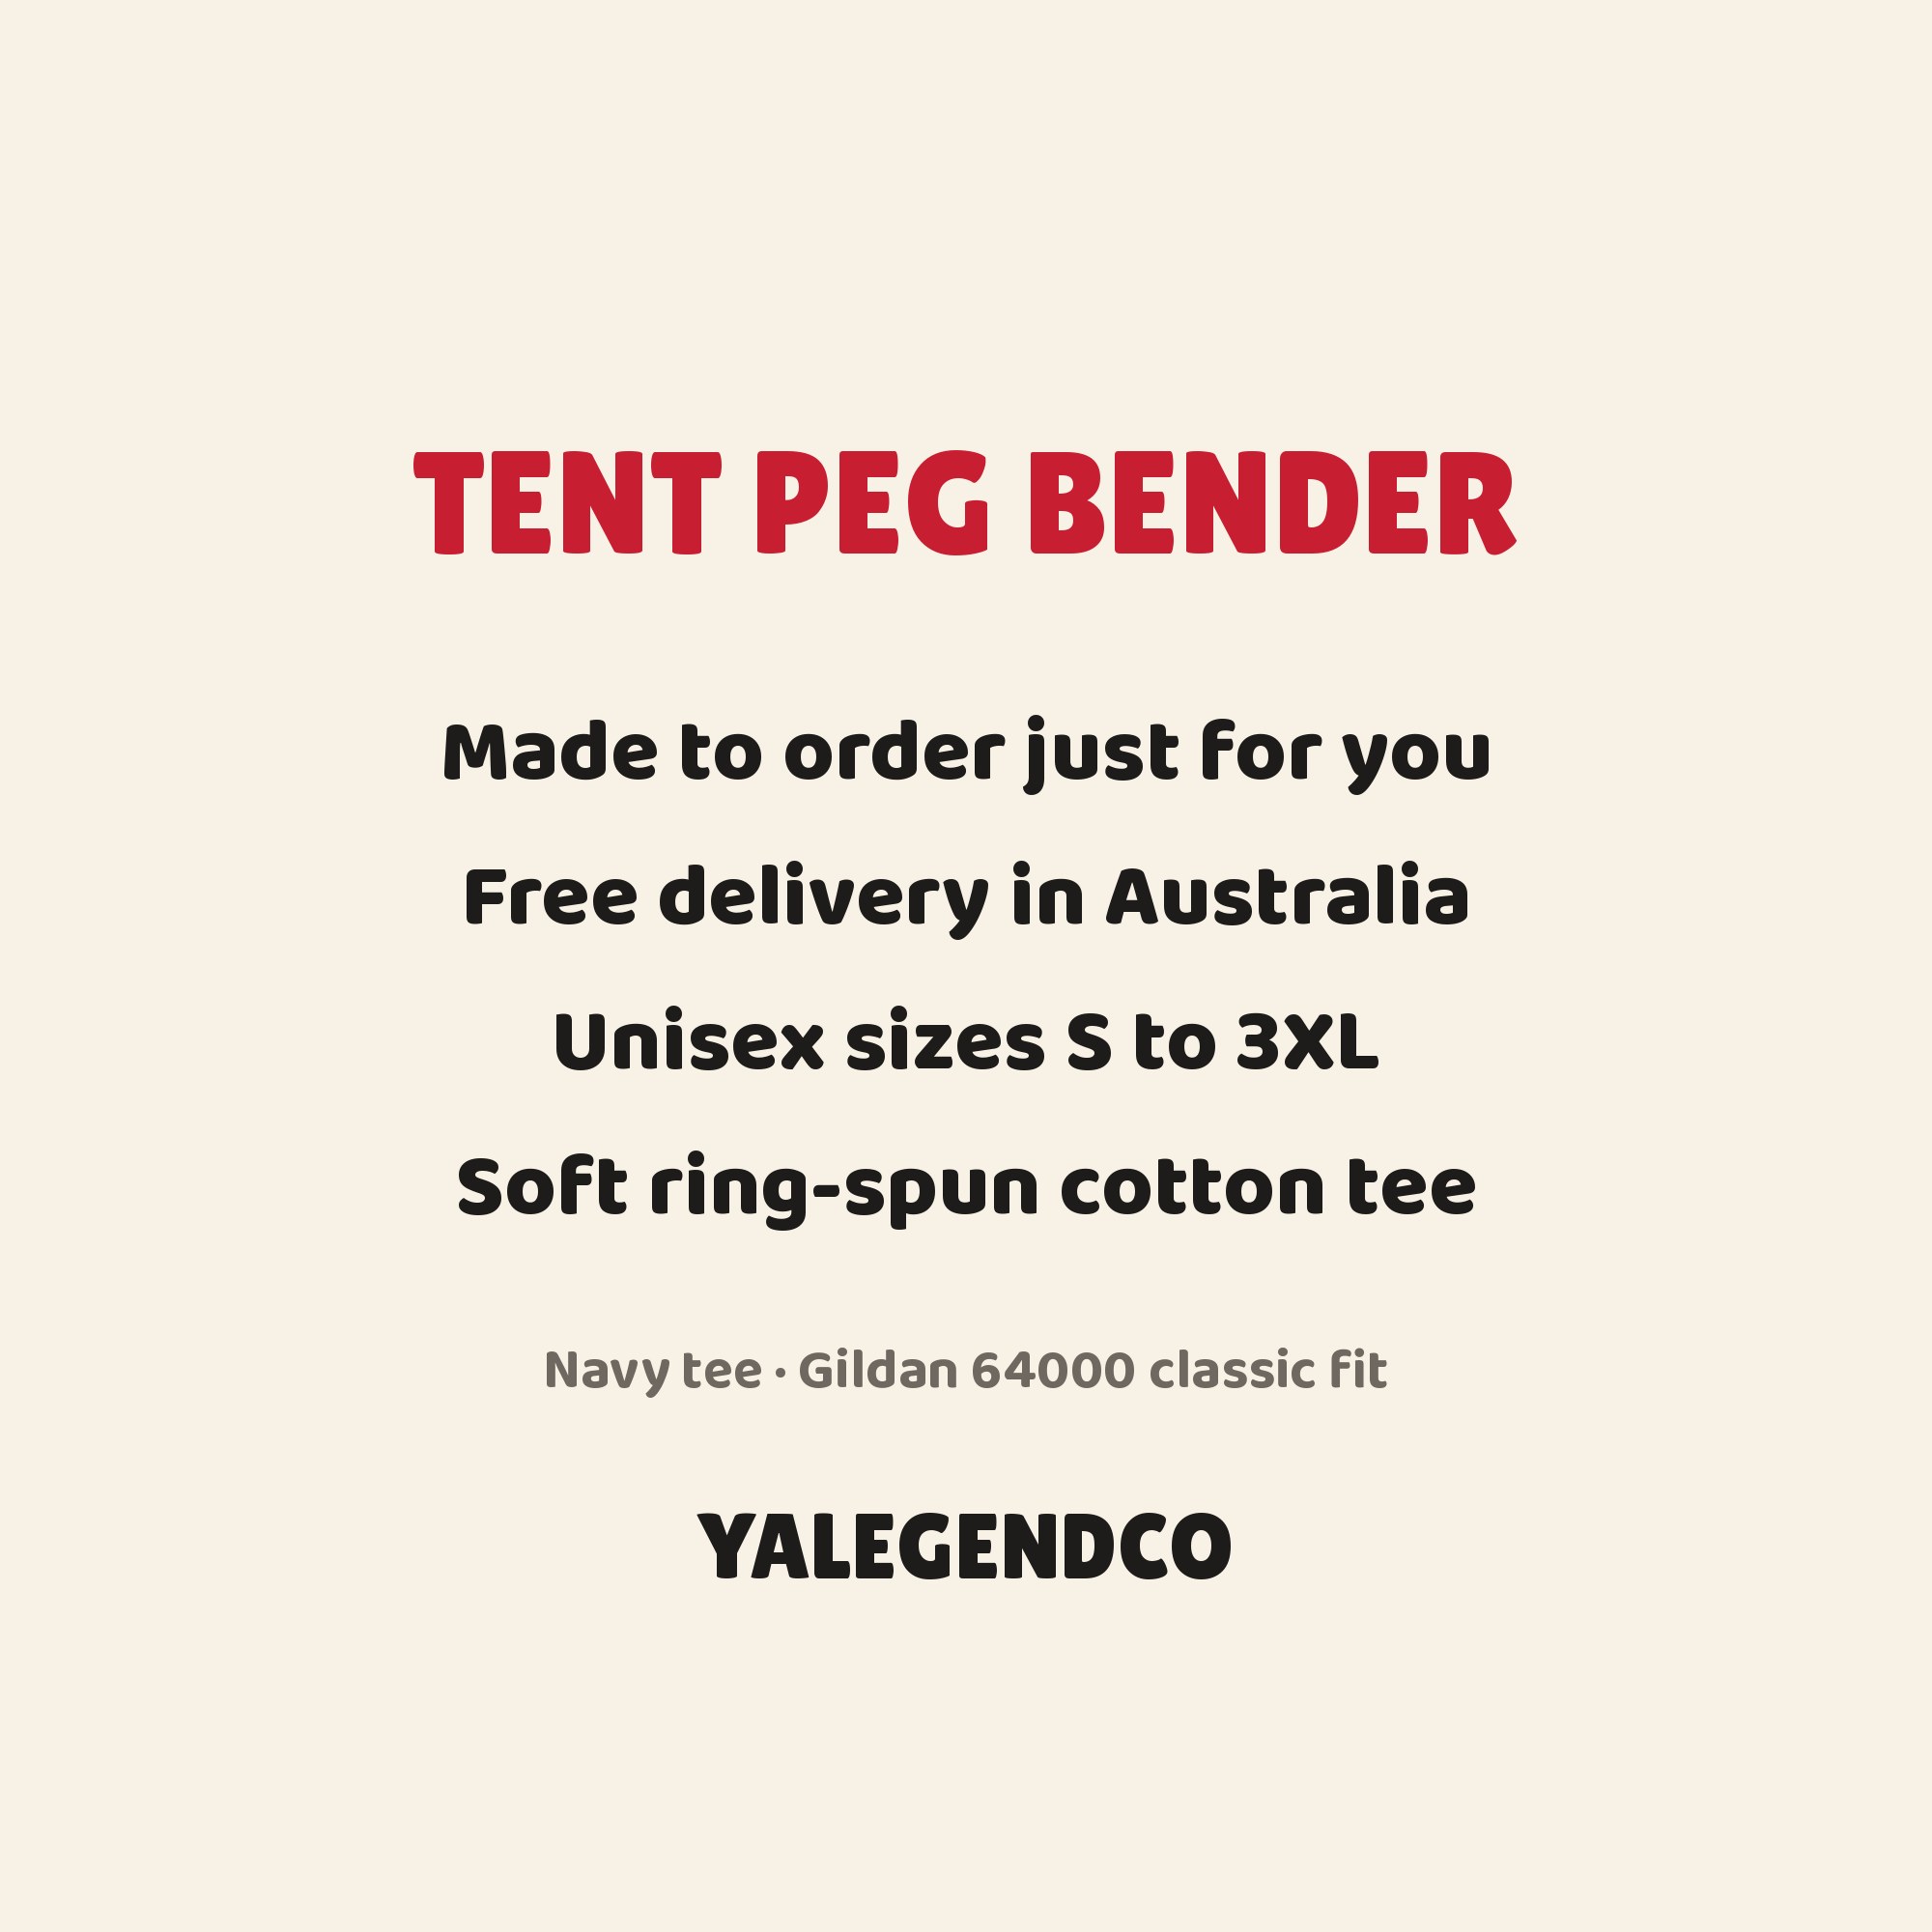 TENT PEG BENDER
Made to order just for you
Free delivery in Australia
Unisex sizes S to 3XL
Soft ring-spun cotton tee
Navy tee · Gildan 64000 classic fit
YALEGENDCO